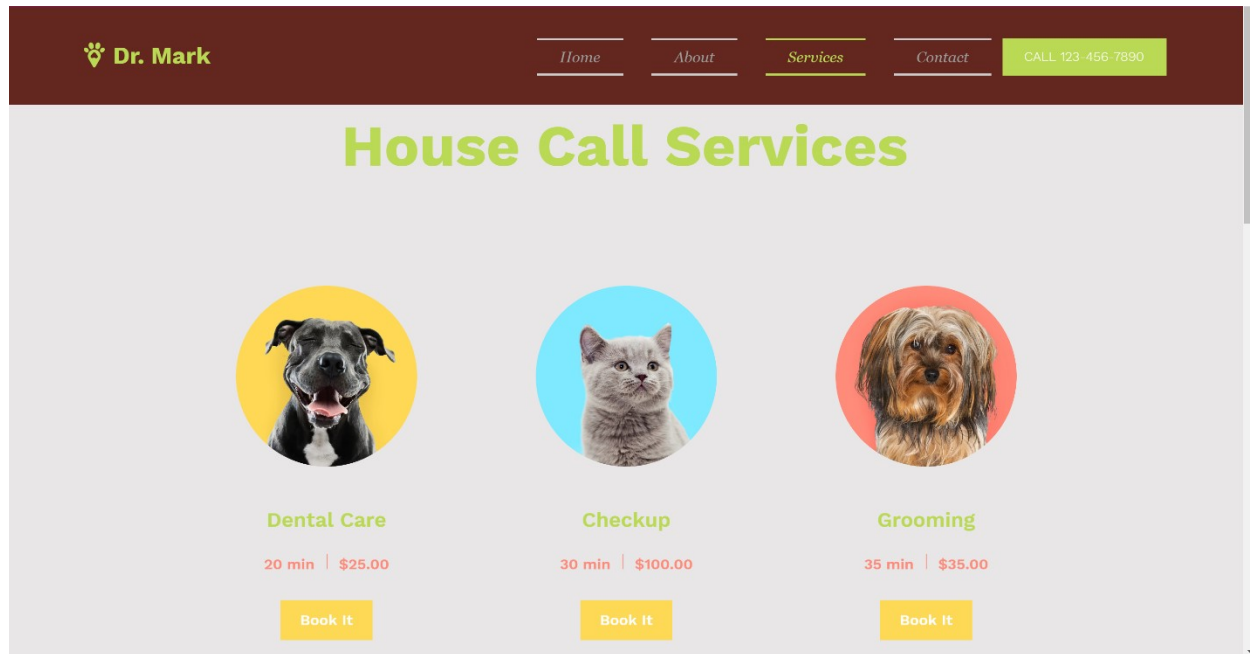 Dr. Mark
Home About Services Contact CALL 123-456-7890
House Call Services
Dental Care Checkup Grooming
20 min | $25.00 30 min | $100.00 35 min | $35.00
Book It Book It Book It